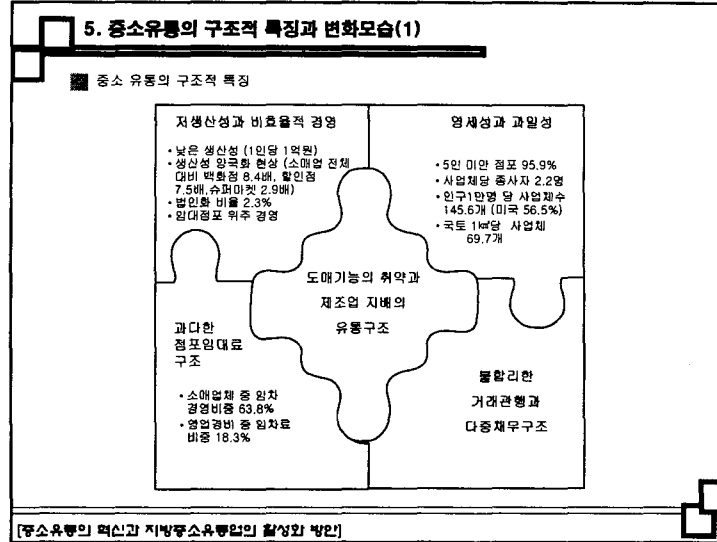 5. 중소유통의 구조적 특징과 변화모습(1)
중소 유통의 구조적 특징
저생산성과 비효율적 경영
• 낮은 생산성 (1인당 1억원)
• 생산성 양극화 현상 (소매업 전체
대비 백화점 8.4배, 할인점
7.5배,슈퍼마켓 2.9배)
• 법인화 비율 2.3%
• 임대점포 위주 경영
영세성과 과밀성
• 5인 미만 점포 95.9%
• 사업체당 종사자 2.2명
• 인구1만명 당 사업체수
145.6개 (미국 56.5%)
• 국토 1㎢당 사업체
69.7개
도매기능의 취약과
제조업 지배의
유통구조
과다한
점포임대료
구조
• 소매업체 중 임차
경영비중 63.8%
• 영업경비 중 임차료
비중 18.3%
불합리한
거래관행과
다중채무구조
[중소유통의 혁신과 지방중소유통업의 활성화 방안]